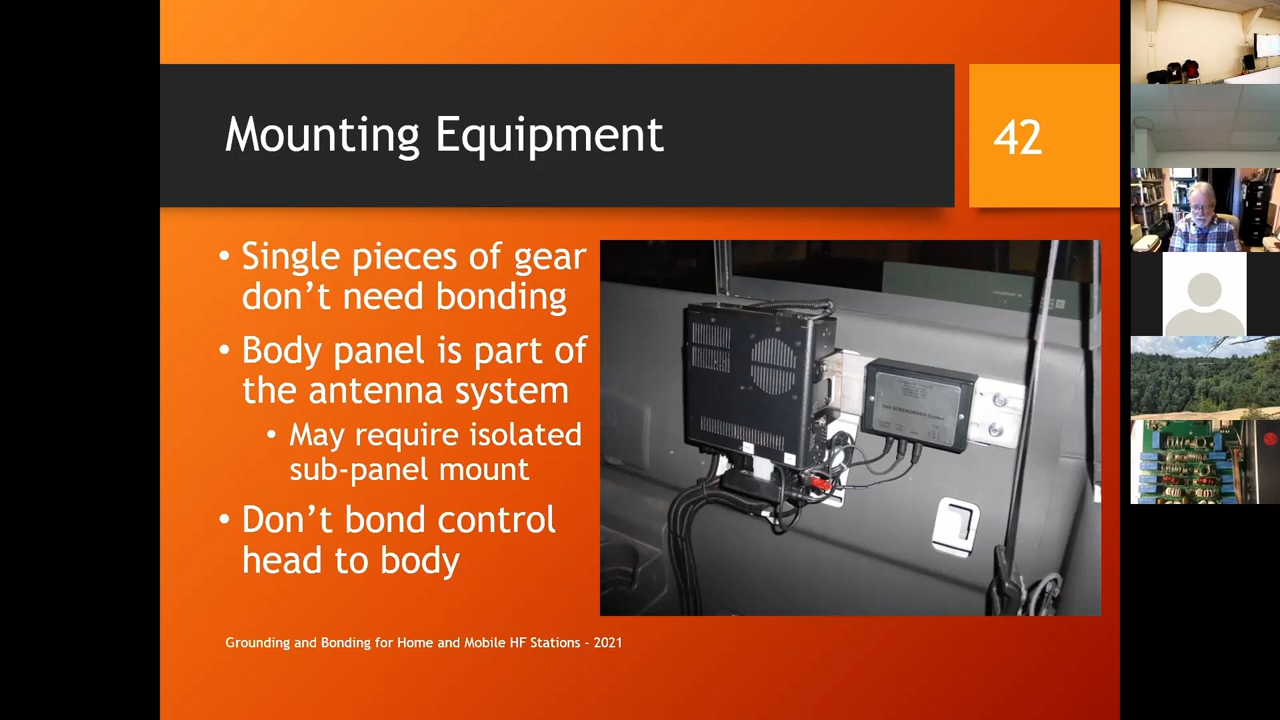 Mounting Equipment
42
• Single pieces of gear
don’t need bonding
• Body panel is part of
the antenna system
• May require isolated
sub-panel mount
• Don’t bond control
head to body
Grounding and Bonding for Home and Mobile HF Stations - 2021